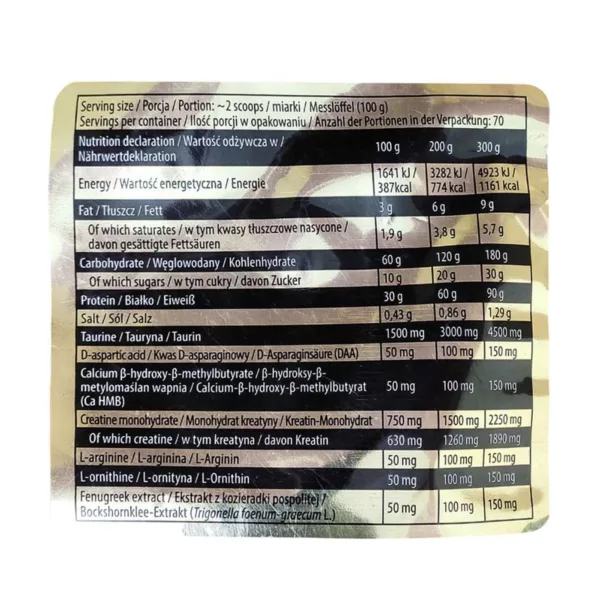 Serving size / Porcja / Portion: ~2 scoops / miarki / Messlöffel (100 g)
Servings per container / Ilość porcji w opakowaniu / Anzahl der Portionen in der Verpackung: 70
Nutrition declaration / Wartość odżywcza w / 100 g 200 g 300 g
Nährwertdeklaration
Energy / Wartość energetyczna / Energie 1641 kJ / 3282 kJ / 4923 kJ /
387kcal 774 kcal 1161 kcal
Fat / Tłuszcz / Fett 3 g 6 g 9 g
Of which saturates / w tym kwasy tłuszczowe nasycone / 1,9 g 3,8 g 5,7 g
davon gesättigte Fettsäuren
Carbohydrate / Węglowodany / Kohlenhydrate 60 g 120 g 180 g
Of which sugars / w tym cukry / davon Zucker 10 g 20 g 30 g
Protein / Białko / Eiweiß 30 g 60 g 90 g
Salt / Sól / Salz 0,43 g 0,86 g 1,29 g
Taurine / Tauryna / Taurin 1500 mg 3000 mg 4500 mg
D-aspartic acid / Kwas D-asparaginowy / D-Asparaginsäure (DAA) 50 mg 100 mg 150 mg
Calcium β-hydroxy-β-methylbutyrate / β-hydroksy-β-
metylomaślan wapnia / Calcium-β-hydroxy-β-methylbutyrat 50 mg 100 mg 150 mg
(Ca HMB)
Creatine monohydrate / Monohydrat kreatyny / Kreatin-Monohydrat 750 mg 1500 mg 2250 mg
Of which creatine / w tym kreatyna / davon Kreatin 630 mg 1260 mg 1890 mg
L-arginine / L-arginina / L-Arginin 50 mg 100 mg 150 mg
L-ornithine / L-ornityna / L-Ornithin 50 mg 100 mg 150 mg
Fenugreek extract / Ekstrakt z kozieradki pospolitej / 50 mg 100 mg 150 mg
Bockshornklee-Extrakt (Trigonella foenum-graecum L.)